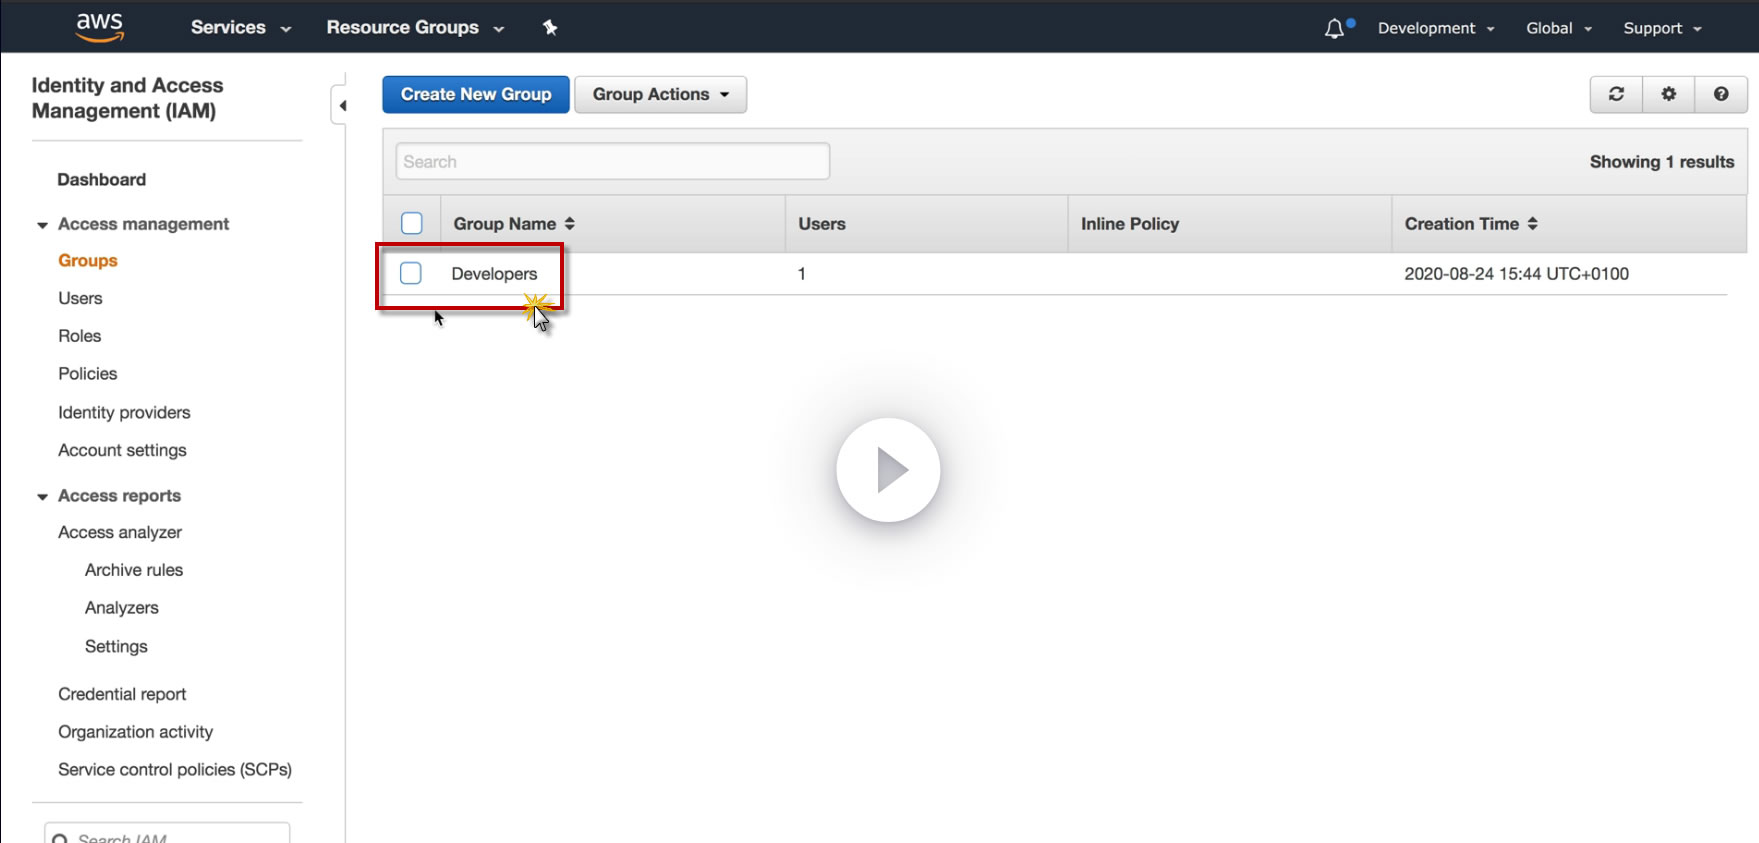 aws
Services
Resource Groups
Development
Global
Support
Identity and Access
Management (IAM)
Dashboard
Access management
Groups
Users
Roles
Policies
Identity providers
Account settings
Access reports
Access analyzer
Archive rules
Analyzers
Settings
Credential report
Organization activity
Service control policies (SCPs)
Search IAM
Create New Group
Group Actions
Search
Showing 1 results
Group Name
Users
Inline Policy
Creation Time
Developers
1
2020-08-24 15:44 UTC+0100